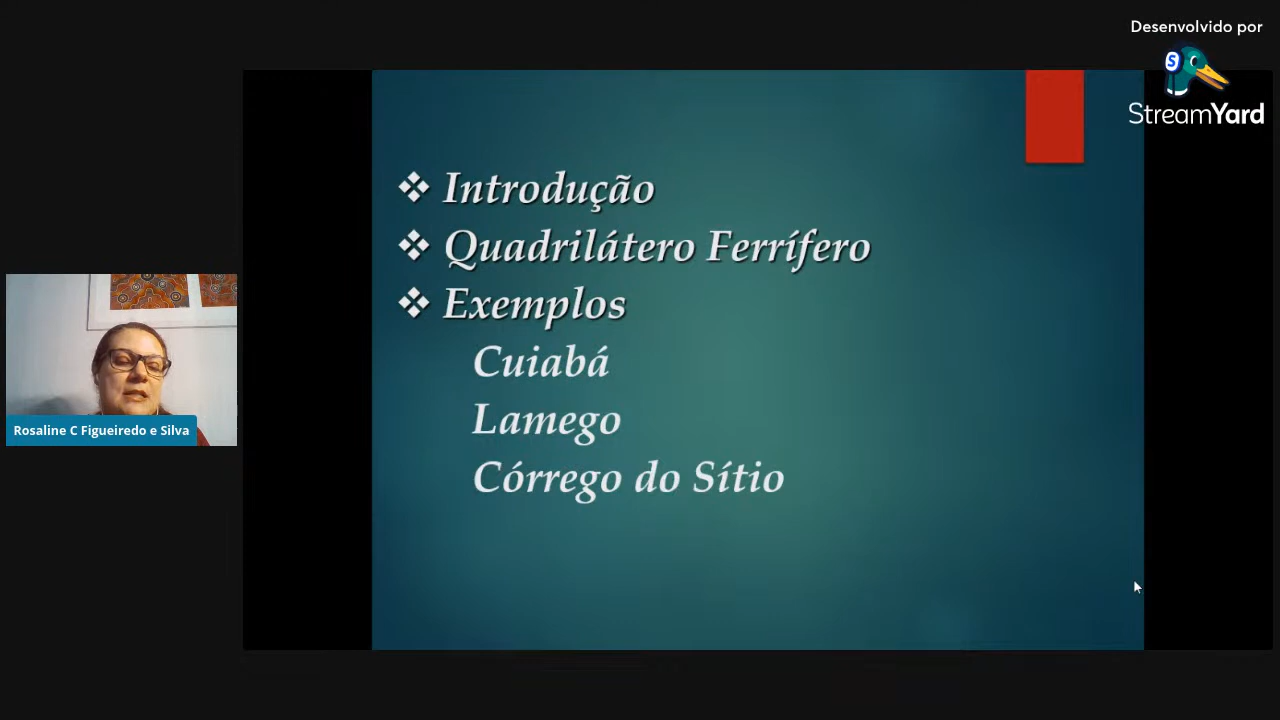 Desenvolvido por
S
StreamYard
❖ Introdução
❖ Quadrilátero Ferrífero
❖ Exemplos
Cuiabá
Lamego
Córrego do Sítio
Rosaline C Figueiredo e Silva